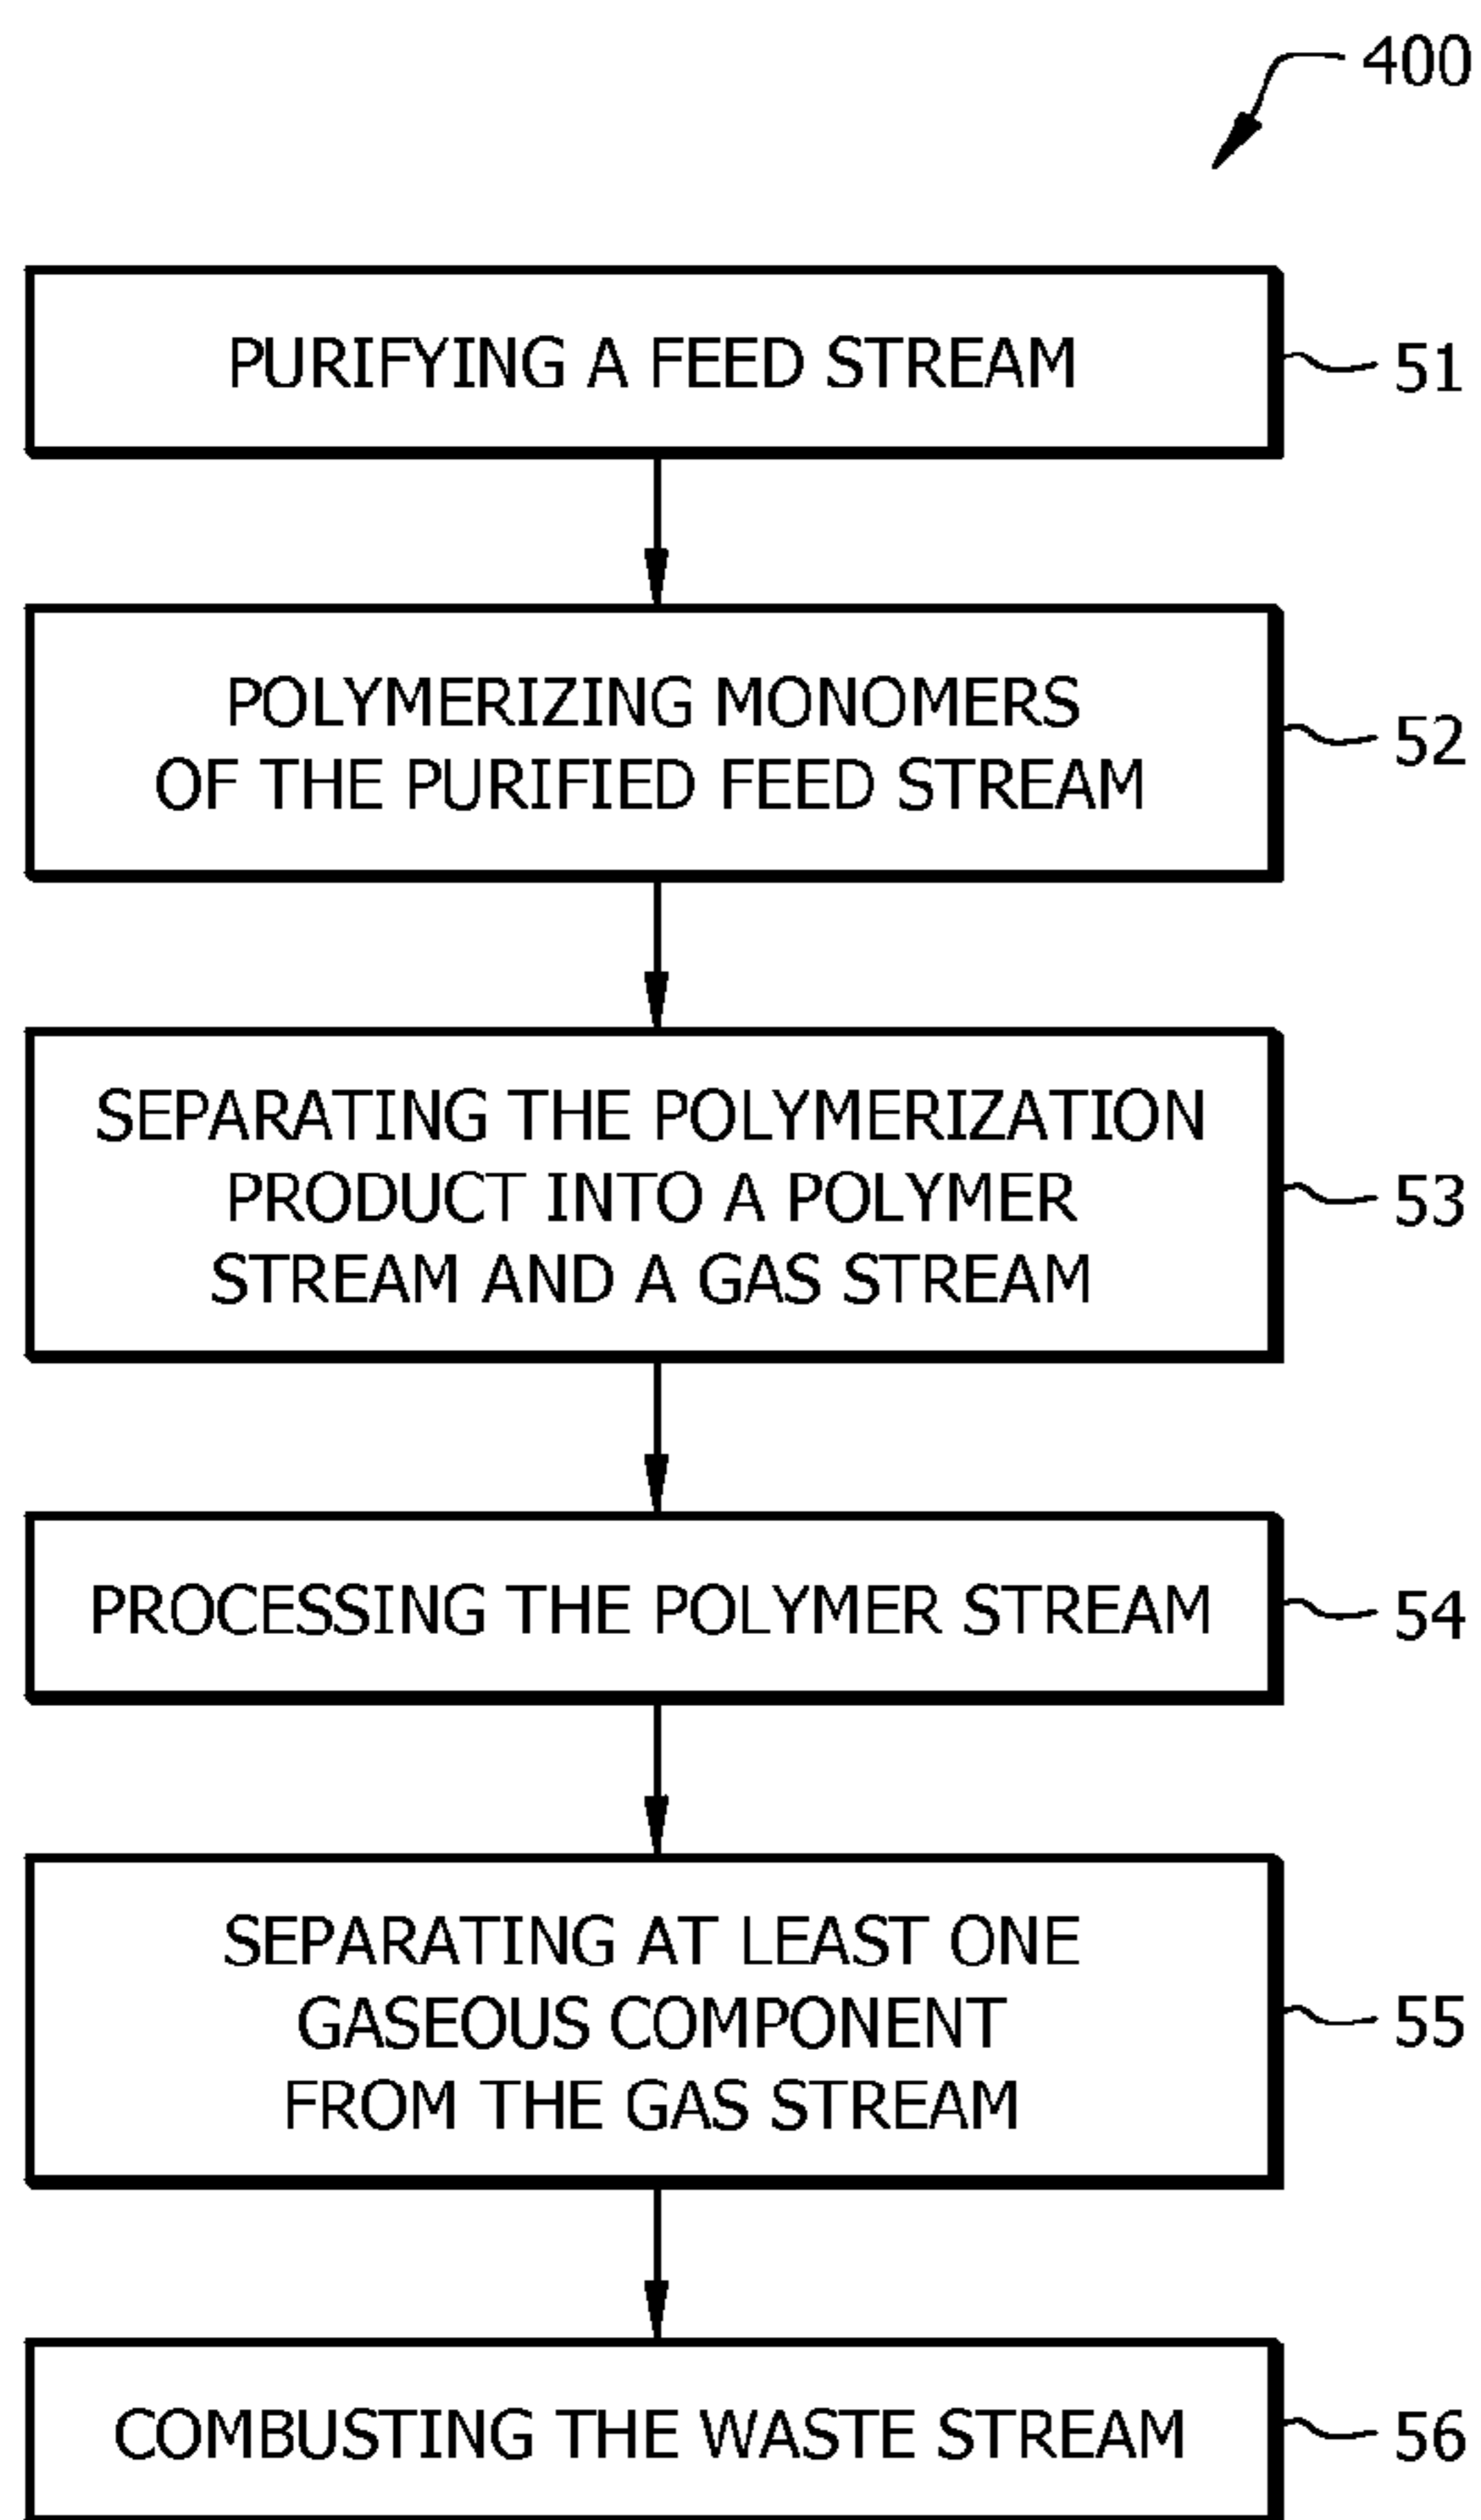 400
PURIFYING A FEED STREAM
51
POLYMERIZING MONOMERS
OF THE PURIFIED FEED STREAM
52
SEPARATING THE POLYMERIZATION
PRODUCT INTO A POLYMER
STREAM AND A GAS STREAM
53
PROCESSING THE POLYMER STREAM
54
SEPARATING AT LEAST ONE
GASEOUS COMPONENT
FROM THE GAS STREAM
55
COMBUSTING THE WASTE STREAM
56